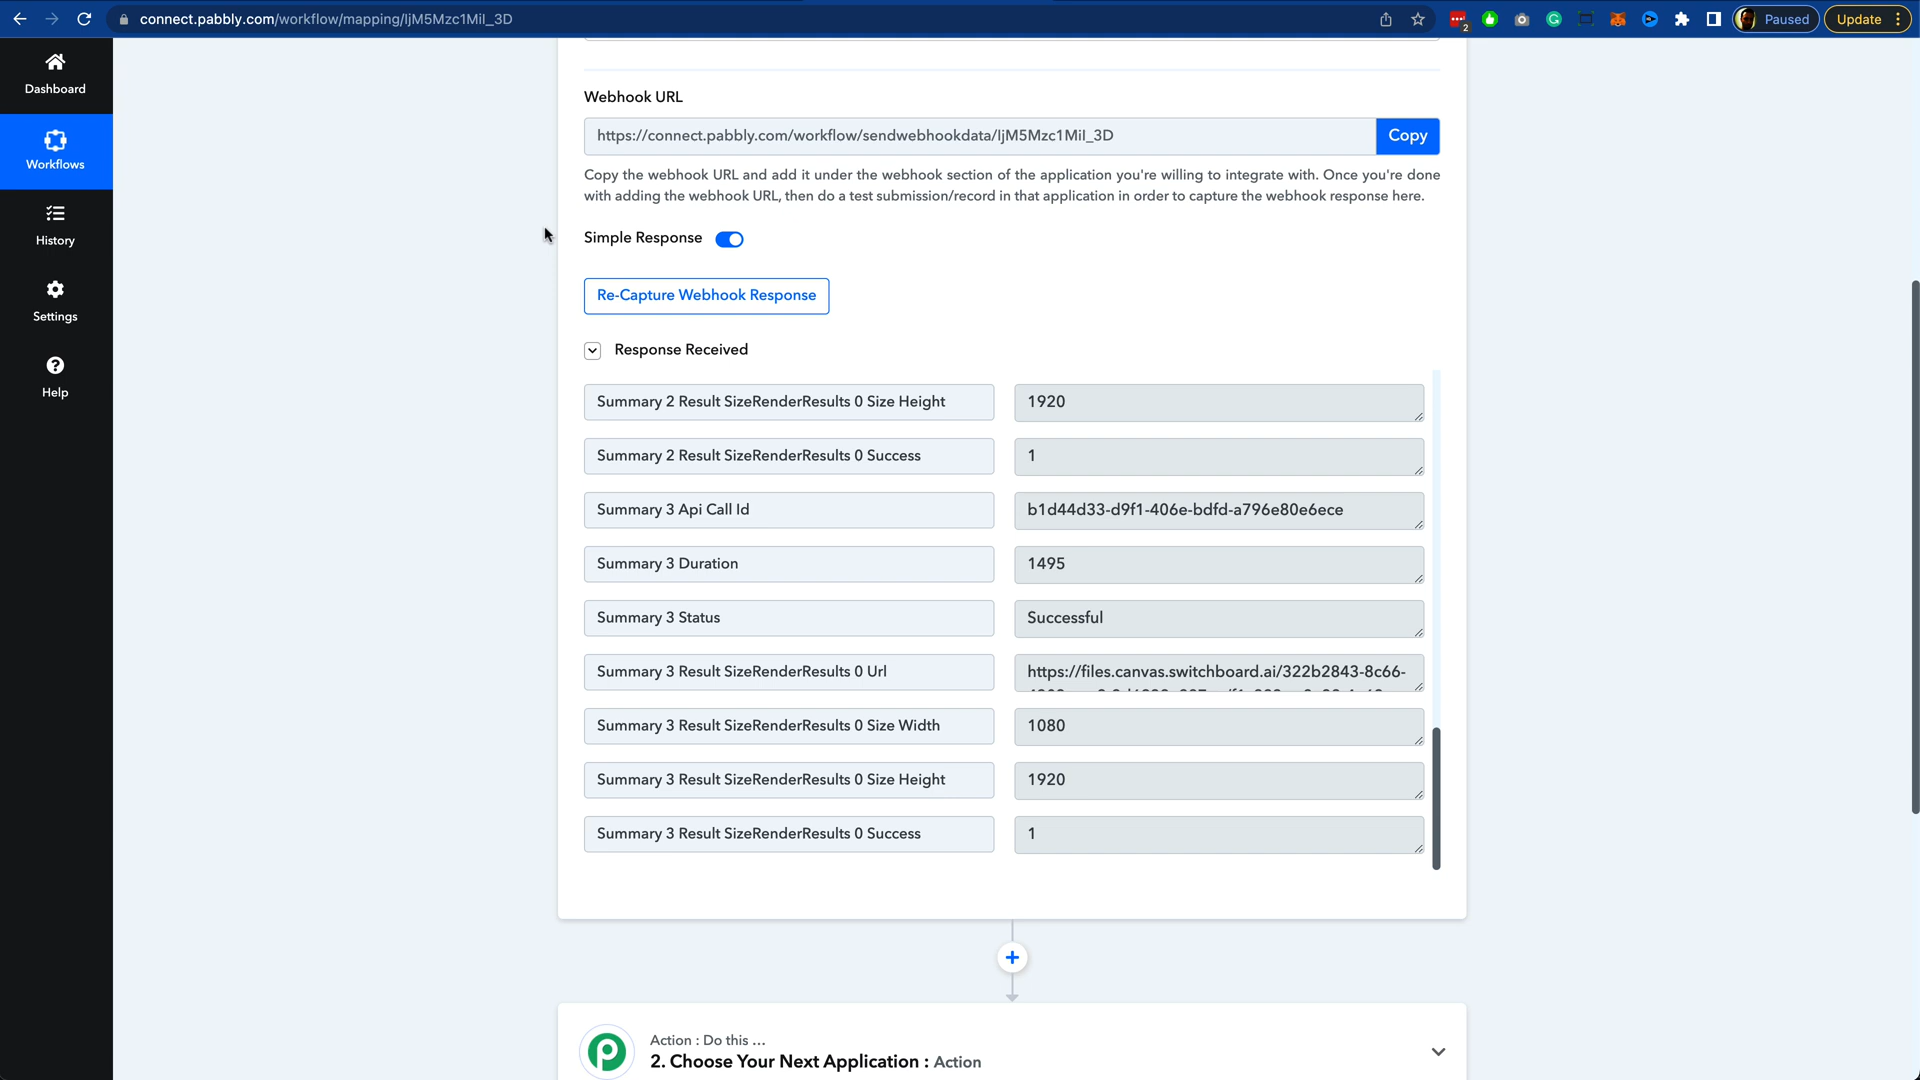 connect.pabbly.com/workflow/mapping/IjM5Mzc1MiI_3D
2
Paused
Update
Dashboard
Workflows
History
Settings
Help
Webhook URL
https://connect.pabbly.com/workflow/sendwebhookdata/IjM5Mzc1MiI_3D
Copy
Copy the webhook URL and add it under the webhook section of the application you're willing to integrate with. Once you're done
with adding the webhook URL, then do a test submission/record in that application in order to capture the webhook response here.
Simple Response
Re-Capture Webhook Response
Response Received
Summary 2 Result SizeRenderResults 0 Size Height
1920
Summary 2 Result SizeRenderResults 0 Success
1
Summary 3 Api Call Id
b1d44d33-d9f1-406e-bdfd-a796e80e6ece
Summary 3 Duration
1495
Summary 3 Status
Successful
Summary 3 Result SizeRenderResults 0 Url
https://files.canvas.switchboard.ai/322b2843-8c66-
Summary 3 Result SizeRenderResults 0 Size Width
1080
Summary 3 Result SizeRenderResults 0 Size Height
1920
Summary 3 Result SizeRenderResults 0 Success
1
Action : Do this ...
2. Choose Your Next Application : Action